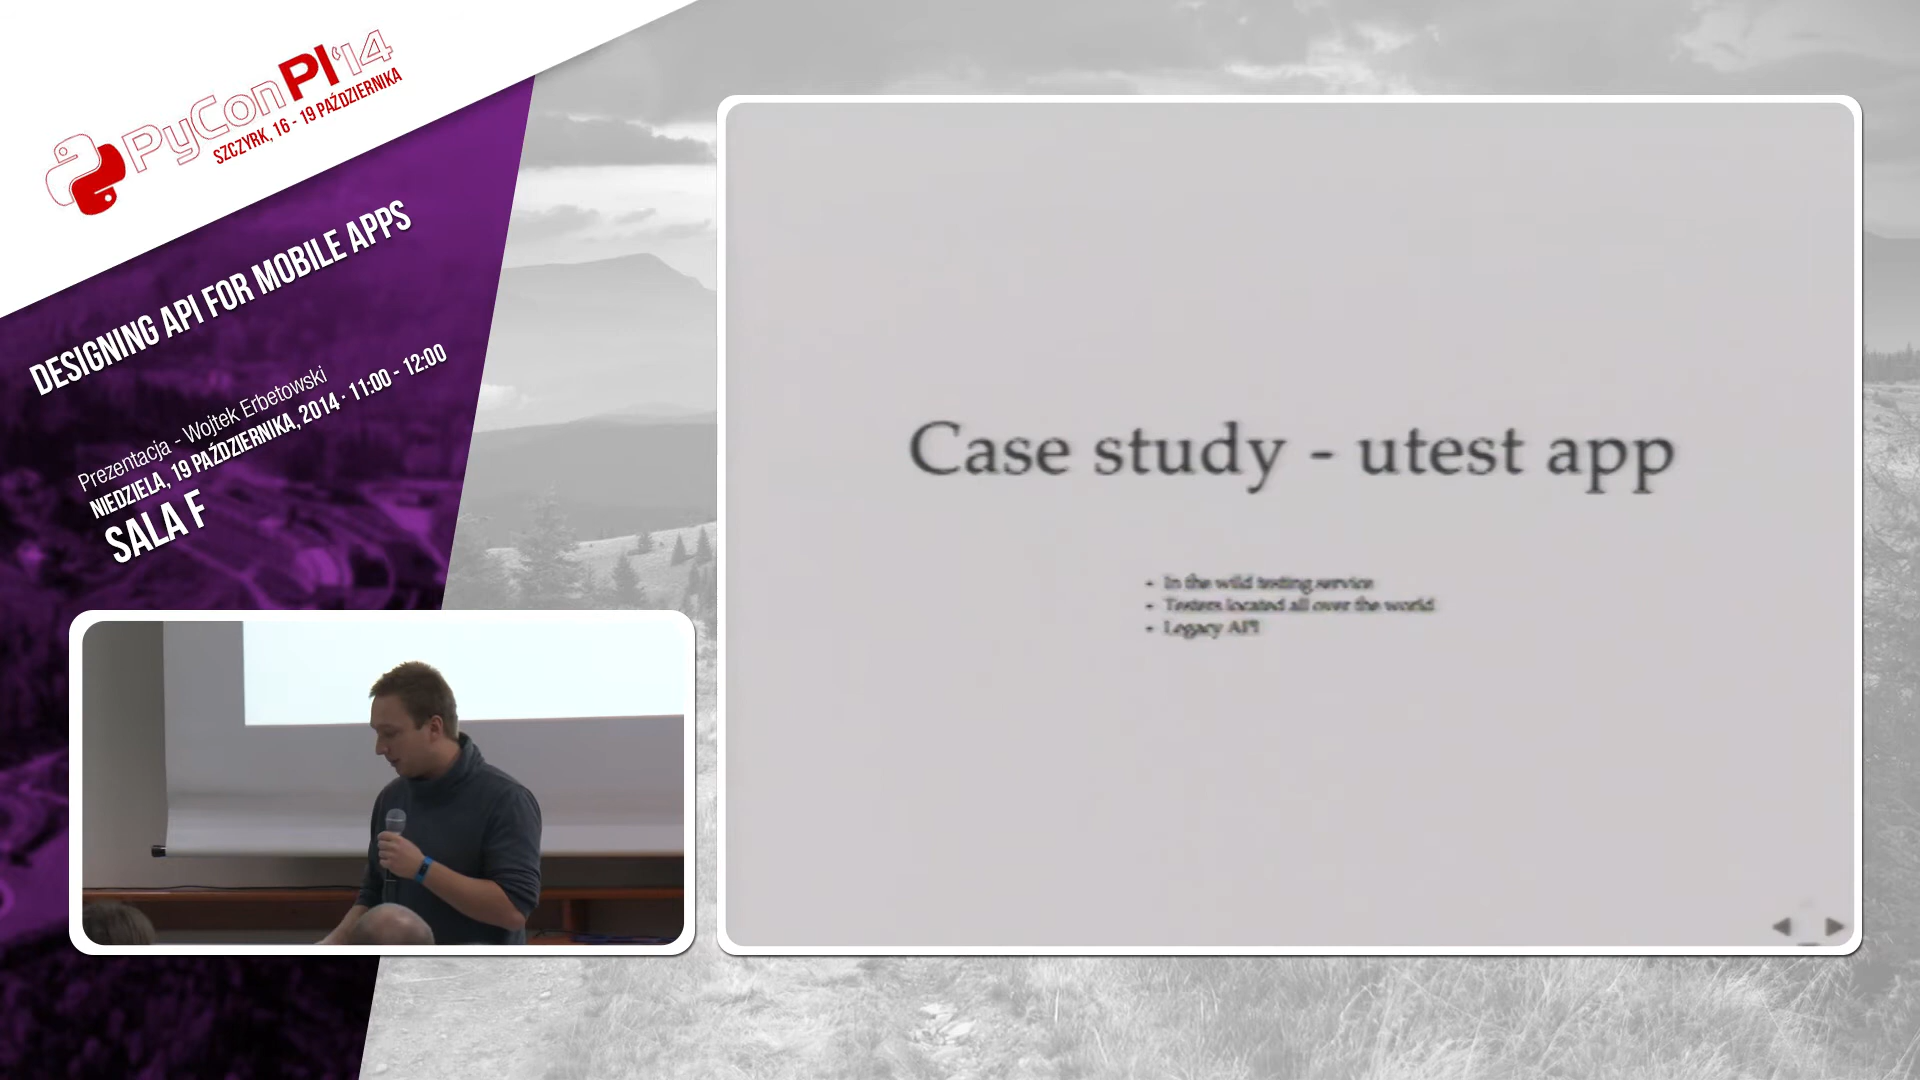 PyConPl'14
SZCZYRK, 16 - 19 PAŹDZIERNIKA
DESIGNING API FOR MOBILE APPS
Prezentacja - Wojtek Erbetowski
NIEDZIELA, 19 PAŹDZIERNIKA, 2014 · 11:00 - 12:00
SALA F
Case study - utest app
- In the wild testing service
- Testers located all over the world
- Legacy API